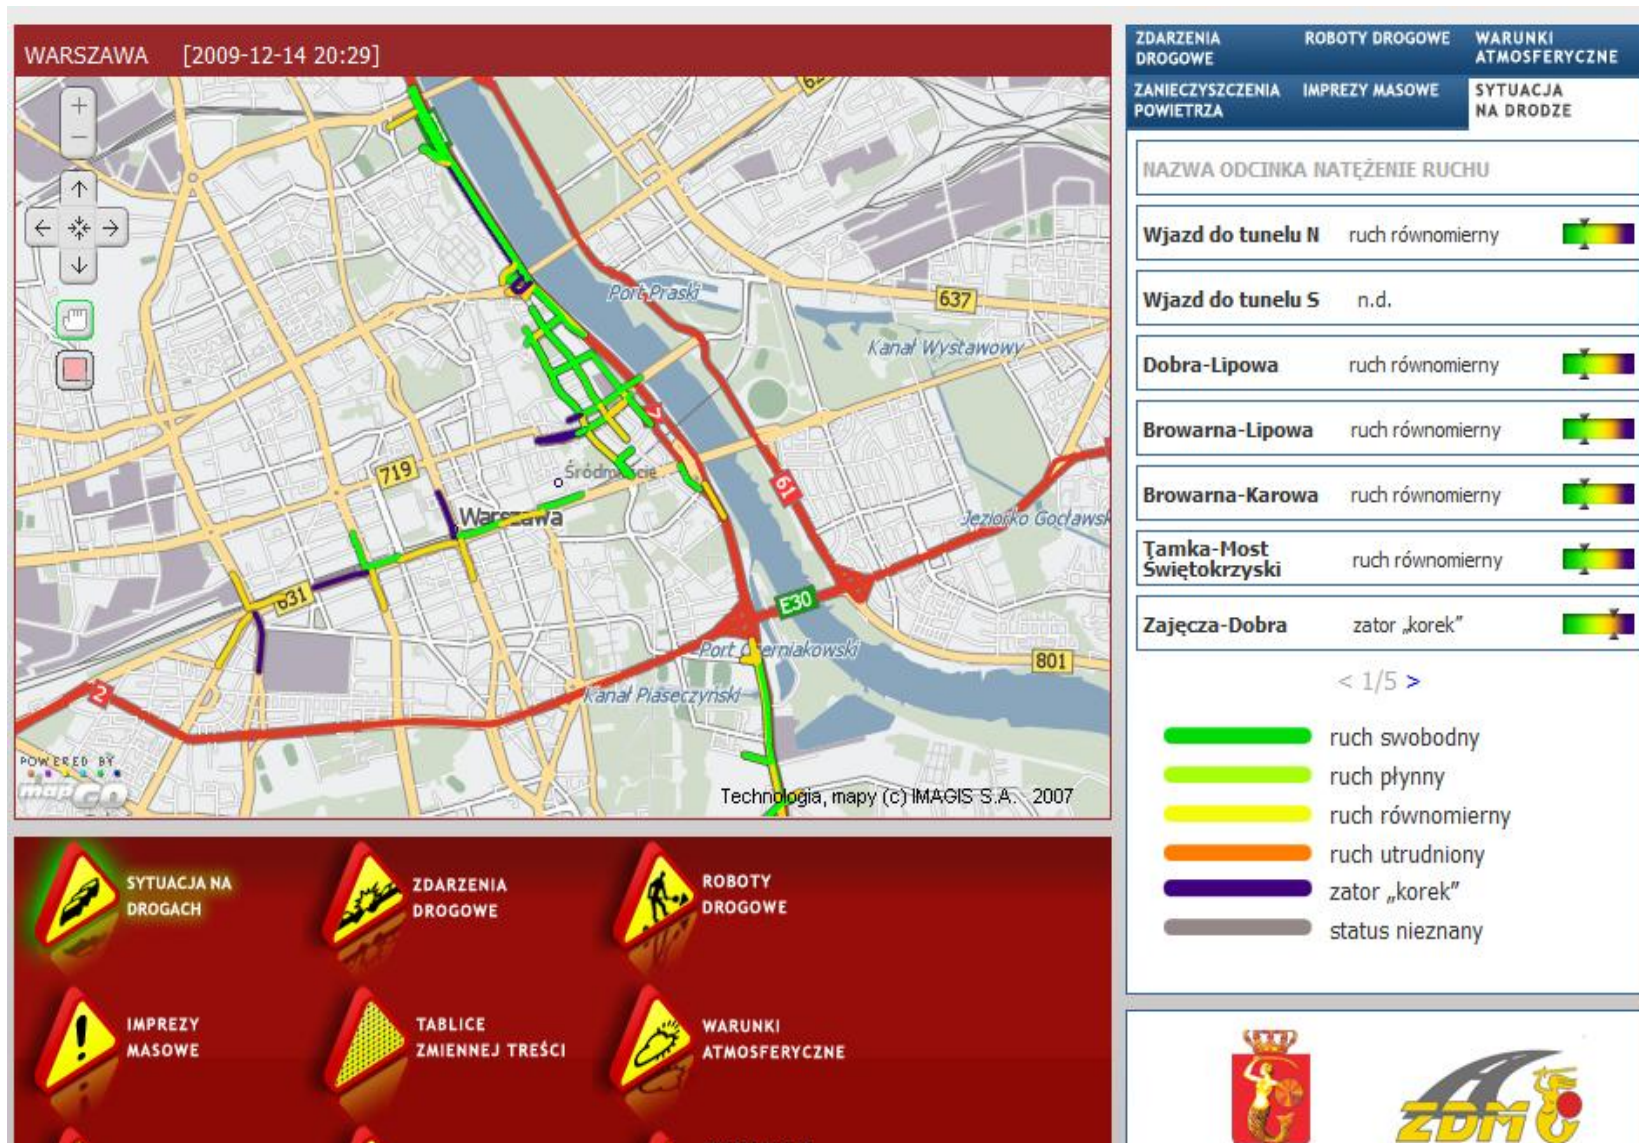 WARSZAWA [2009-12-14 20:29]
637
Port Praski
Kanał Wystawowy
7
719
Śródmieście
61
Warszawa
Jeziorko Gocławsk
631
E30
Port Czerniakowski
801
2
Kanał Piaseczyński
POWERED BY
mapGO
Technologia, mapy (c) IMAGIS S.A. 2007
ZDARZENIA
DROGOWE
ROBOTY DROGOWE
WARUNKI
ATMOSFERYCZNE
ZANIECZYSZCZENIA
POWIETRZA
IMPREZY MASOWE
SYTUACJA
NA DRODZE
NAZWA ODCINKA NATĘŻENIE RUCHU
Wjazd do tunelu N ruch równomierny
Wjazd do tunelu S n.d.
Dobra-Lipowa ruch równomierny
Browarna-Lipowa ruch równomierny
Browarna-Karowa ruch równomierny
Tamka-Most
Świętokrzyski ruch równomierny
Zajęcza-Dobra zator „korek”
< 1/5 >
ruch swobodny
ruch płynny
ruch równomierny
ruch utrudniony
zator „korek”
status nieznany
SYTUACJA NA
DROGACH
ZDARZENIA
DROGOWE
ROBOTY
DROGOWE
IMPREZY
MASOWE
TABLICE
ZMIENNEJ TREŚCI
WARUNKI
ATMOSFERYCZNE
ZDM